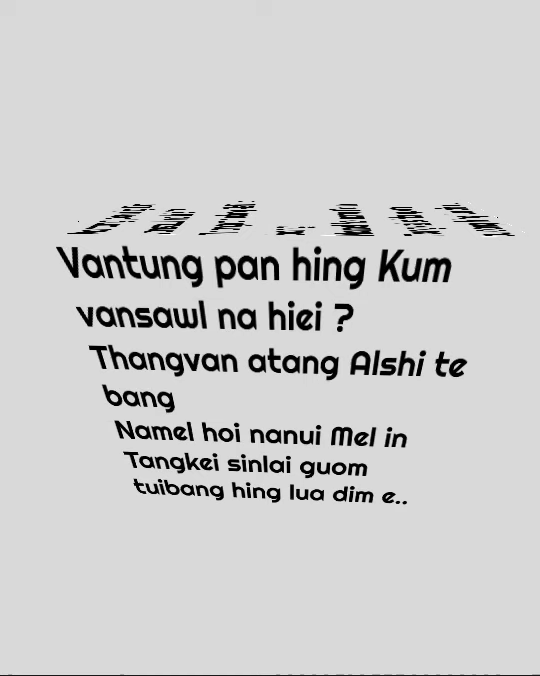 Vantung pan hing Kum
vansawl na hiei ?
Thangvan atang Alshi te
bang
Namel hoi nanui Mel in
Tangkei sinlai guom
tuibang hing lua dim e..